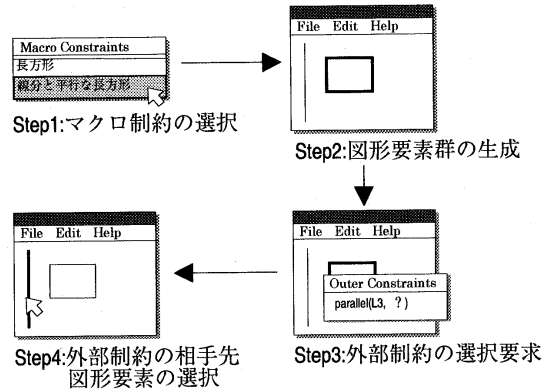 Macro Constraints
長方形
線分と平行な長方形
Step1:マクロ制約の選択
File Edit Help
Step2:図形要素群の生成
File Edit Help
Outer Constraints
parallel(L3, ?)
Step3:外部制約の選択要求
File Edit Help
Step4:外部制約の相手先
図形要素の選択